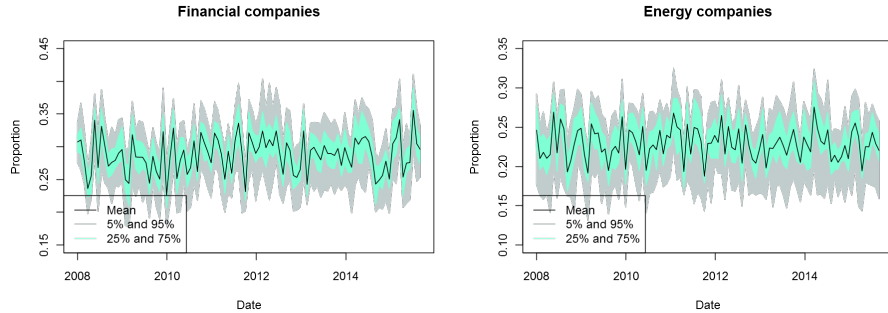 Financial companies
Proportion
0.45
0.35
0.25
0.15
Mean
5% and 95%
25% and 75%
2008 2010 2012 2014
Date
Energy companies
Proportion
0.35
0.30
0.25
0.20
0.15
0.10
Mean
5% and 95%
25% and 75%
2008 2010 2012 2014
Date